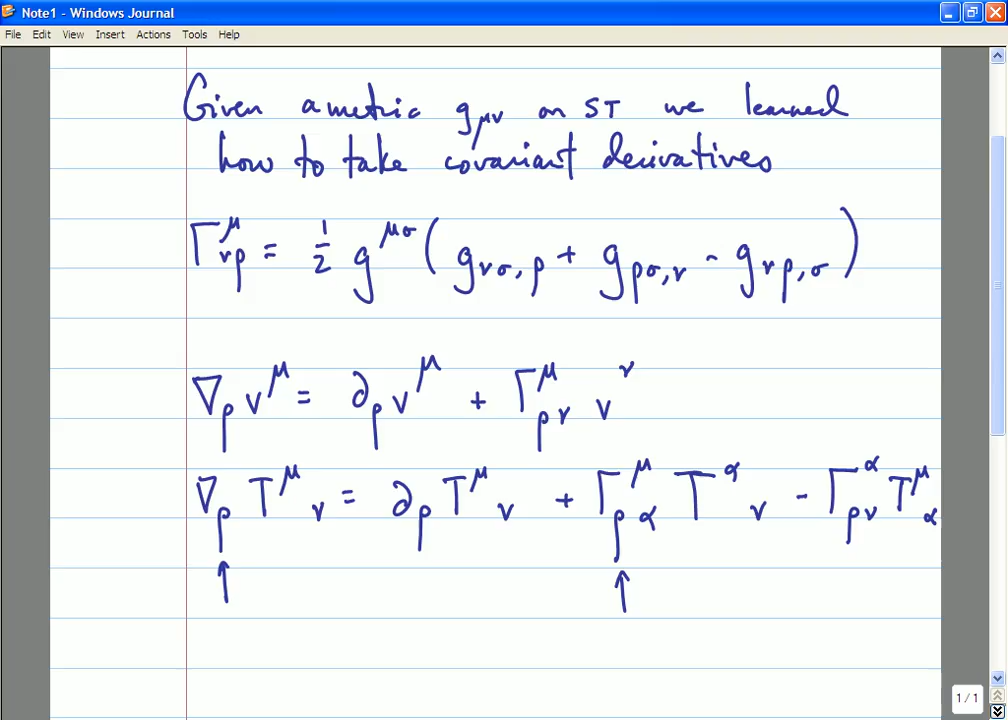 Note1 - Windows Journal
File Edit View Insert Actions Tools Help
Given a metric g_μν on ST we learned
how to take covariant derivatives
Γ^μ_νρ = 1/2 g^μσ ( g_νσ,ρ + g_ρσ,ν - g_νρ,σ )
∇_ρ v^μ = ∂_ρ v^μ + Γ^μ_ρν v^ν
∇_ρ T^μ_ν = ∂_ρ T^μ_ν + Γ^μ_ρα T^α_ν - Γ^α_ρν T^μ_α
↑ ↑
1 / 1